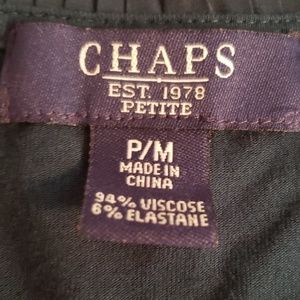 CHAPS
EST. 1978
PETITE
P/M
MADE IN
CHINA
94% VISCOSE
6% ELASTANE